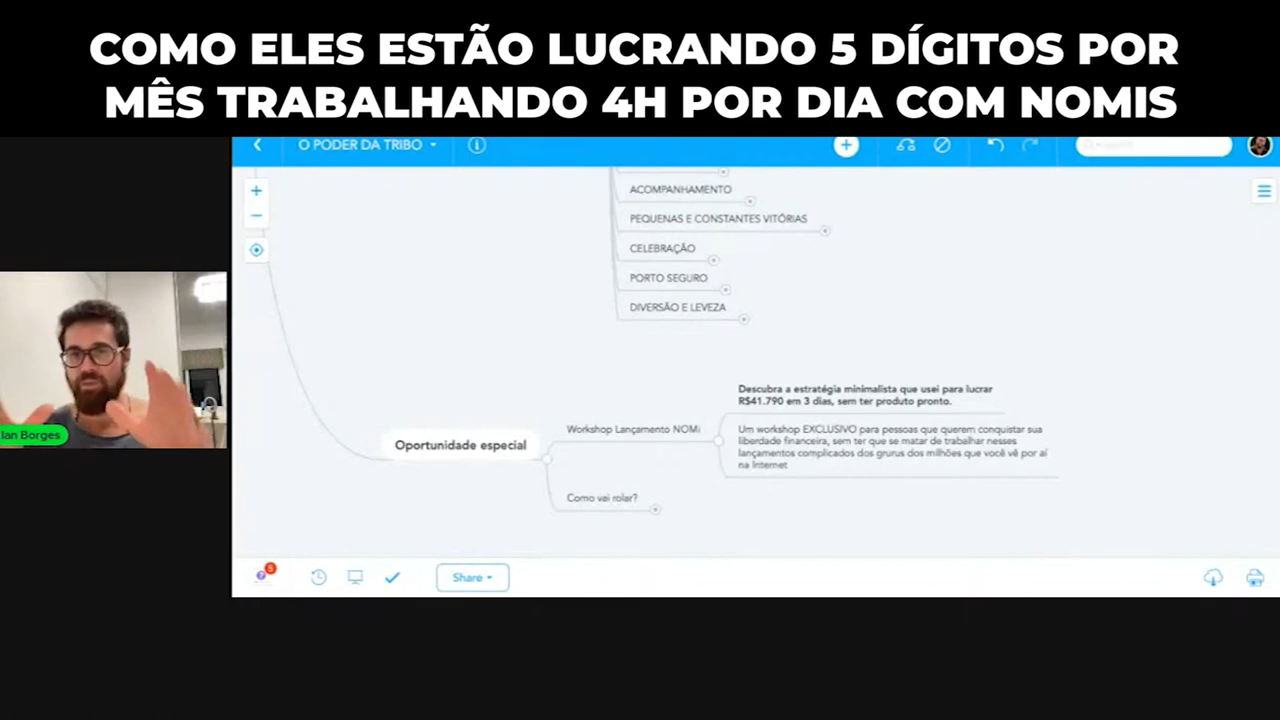 COMO ELES ESTÃO LUCRANDO 5 DÍGITOS POR
MÊS TRABALHANDO 4H POR DIA COM NOMIS
O PODER DA TRIBO
ACOMPANHAMENTO
PEQUENAS E CONSTANTES VITÓRIAS
CELEBRAÇÃO
PORTO SEGURO
DIVERSÃO E LEVEZA
Ian Borges
Descubra a estratégia minimalista que usei para lucrar
R$41.790 em 3 dias, sem ter produto pronto.
Workshop Lançamento NOMi
Um workshop EXCLUSIVO para pessoas que querem conquistar sua
liberdade financeira, sem ter que se matar de trabalhar nesses
lançamentos complicados dos grurus dos milhões que você vê por aí
na Internet
Oportunidade especial
Como vai rolar?
5
Share